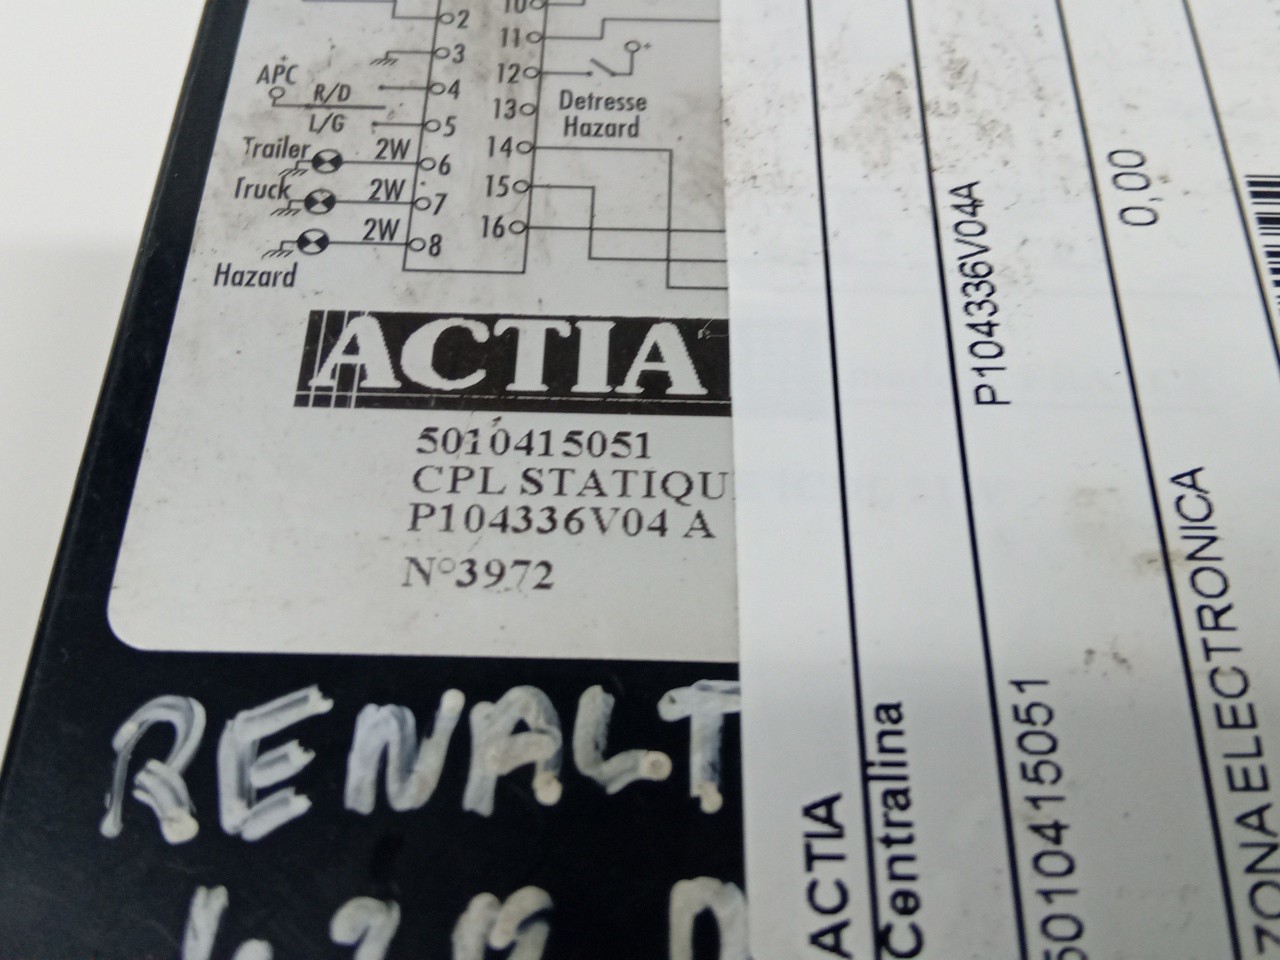 2
3
4
5
6
7
8
10
11
12
13
14
15
16
+
APC
R/D
L/G
Trailer 2W
Truck 2W
2W
Hazard
+
Detresse
Hazard
ACTIA
5010415051
CPL STATIQU
P104336V04 A
N°3972
RENALT
ACTIA
Centralina
P104336V04A
5010415051
0,00
ZONA ELECTRONICA